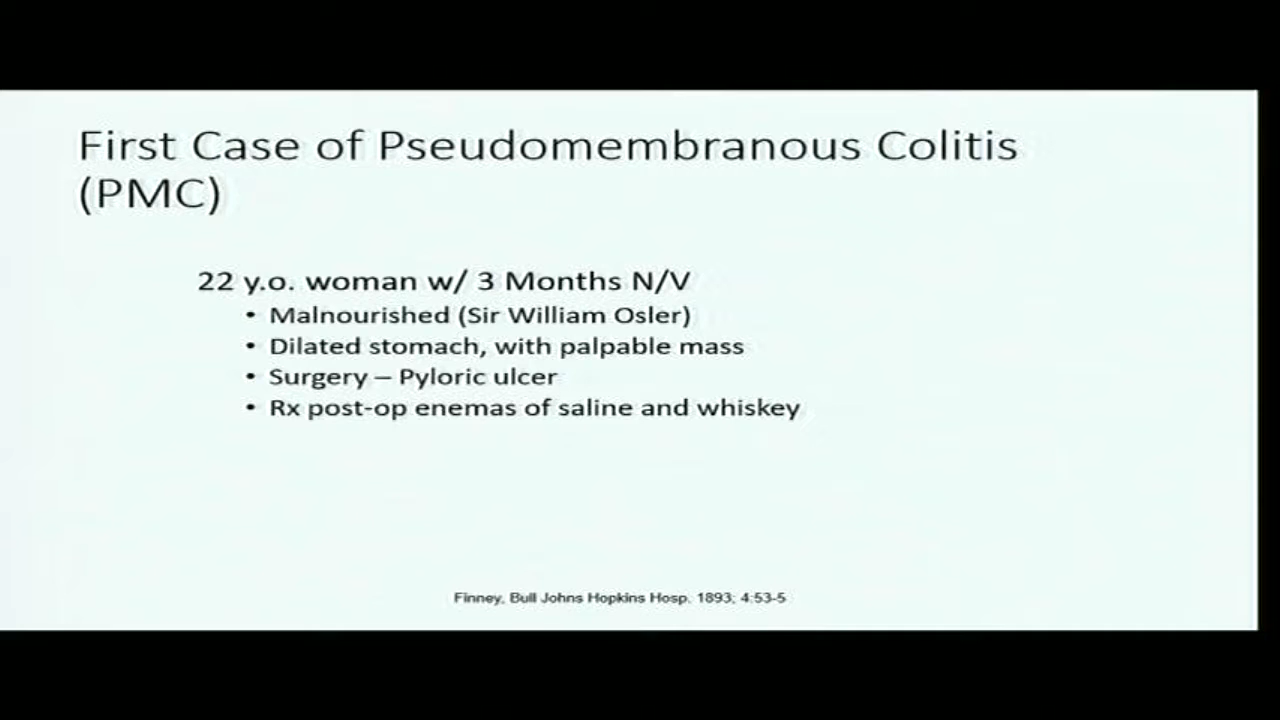 First Case of Pseudomembranous Colitis
(PMC)
22 y.o. woman w/ 3 Months N/V
• Malnourished (Sir William Osler)
• Dilated stomach, with palpable mass
• Surgery – Pyloric ulcer
• Rx post-op enemas of saline and whiskey
Finney, Bull Johns Hopkins Hosp. 1893; 4:53-5